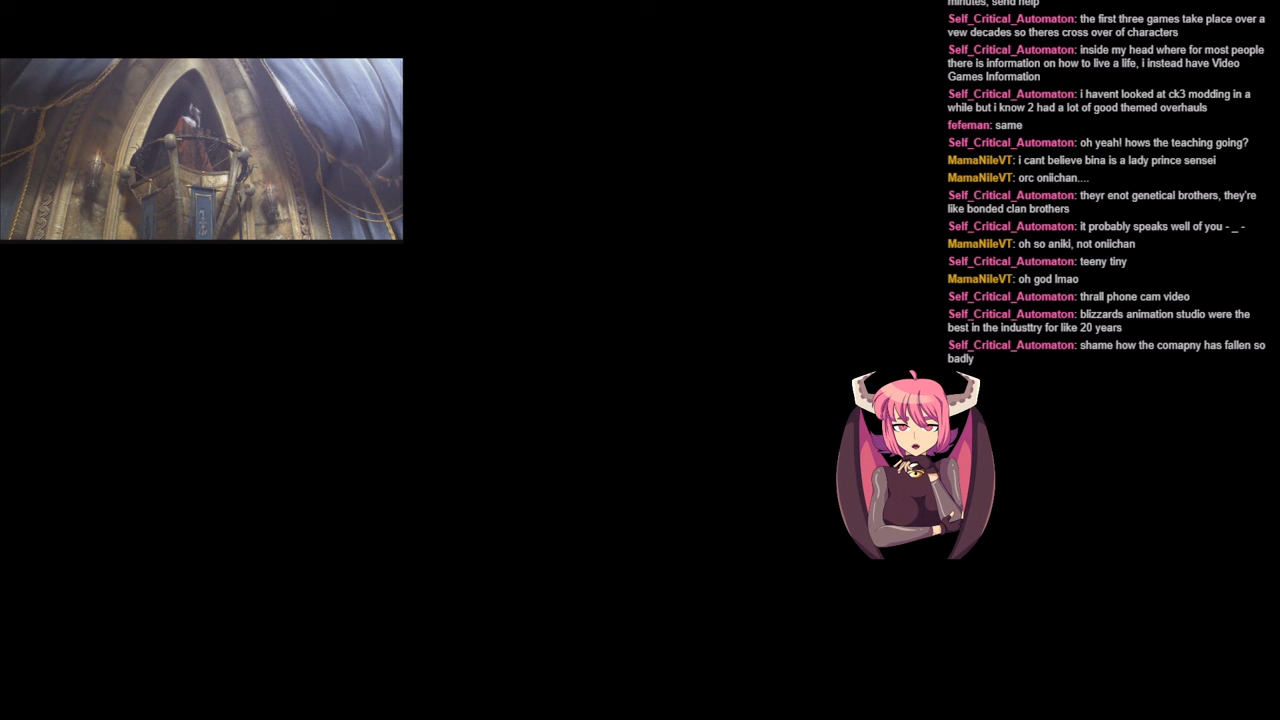 minutes, send help
Self_Critical_Automaton: the first three games take place over a
vew decades so theres cross over of characters
Self_Critical_Automaton: inside my head where for most people
there is information on how to live a life, i instead have Video
Games Information
Self_Critical_Automaton: i havent looked at ck3 modding in a
while but i know 2 had a lot of good themed overhauls
fefeman: same
Self_Critical_Automaton: oh yeah! hows the teaching going?
MamaNileVT: i cant believe bina is a lady prince sensei
MamaNileVT: orc oniichan....
Self_Critical_Automaton: theyr enot genetical brothers, they're
like bonded clan brothers
Self_Critical_Automaton: it probably speaks well of you - _ -
MamaNileVT: oh so aniki, not oniichan
Self_Critical_Automaton: teeny tiny
MamaNileVT: oh god lmao
Self_Critical_Automaton: thrall phone cam video
Self_Critical_Automaton: blizzards animation studio were the
best in the industtry for like 20 years
Self_Critical_Automaton: shame how the comapny has fallen so
badly